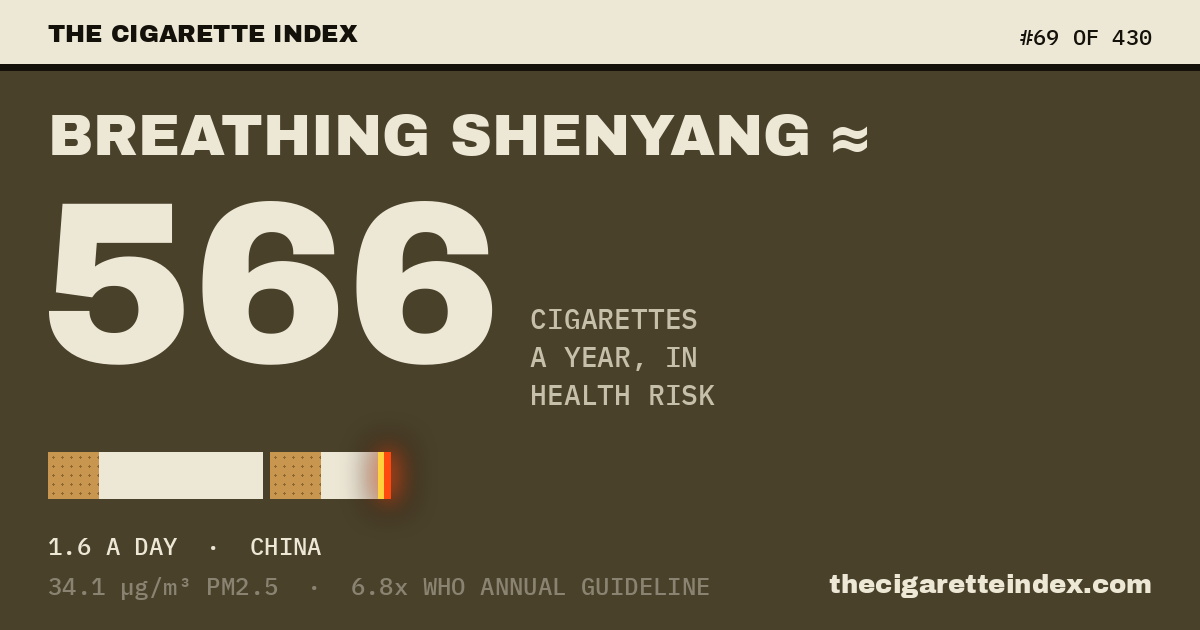 THE CIGARETTE INDEX
#69 OF 430
BREATHING SHENYANG ≈
566
CIGARETTES
A YEAR, IN
HEALTH RISK
1.6 A DAY · CHINA
34.1 µg/m³ PM2.5 · 6.8x WHO ANNUAL GUIDELINE
thecigaretteindex.com